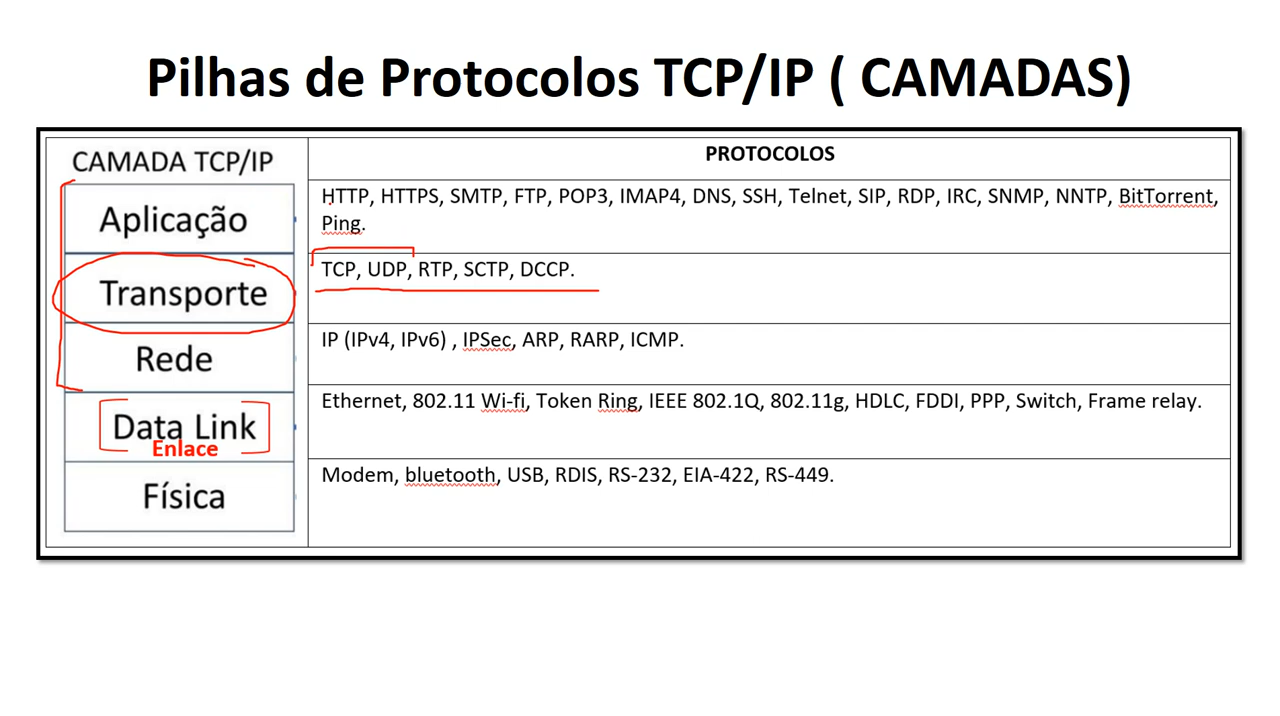 Pilhas de Protocolos TCP/IP ( CAMADAS)
CAMADA TCP/IP
PROTOCOLOS
Aplicação
HTTP, HTTPS, SMTP, FTP, POP3, IMAP4, DNS, SSH, Telnet, SIP, RDP, IRC, SNMP, NNTP, BitTorrent,
Ping.
Transporte
TCP, UDP, RTP, SCTP, DCCP.
Rede
IP (IPv4, IPv6) , IPSec, ARP, RARP, ICMP.
Data Link
Enlace
Ethernet, 802.11 Wi-fi, Token Ring, IEEE 802.1Q, 802.11g, HDLC, FDDI, PPP, Switch, Frame relay.
Física
Modem, bluetooth, USB, RDIS, RS-232, EIA-422, RS-449.